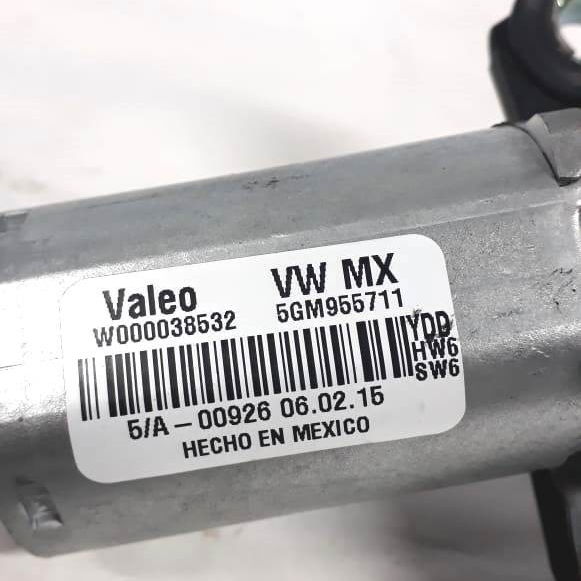 Valeo VW MX
W000038532 5GM955711
YDD
HW6
SW6
5/A-00926 06.02.15
HECHO EN MEXICO